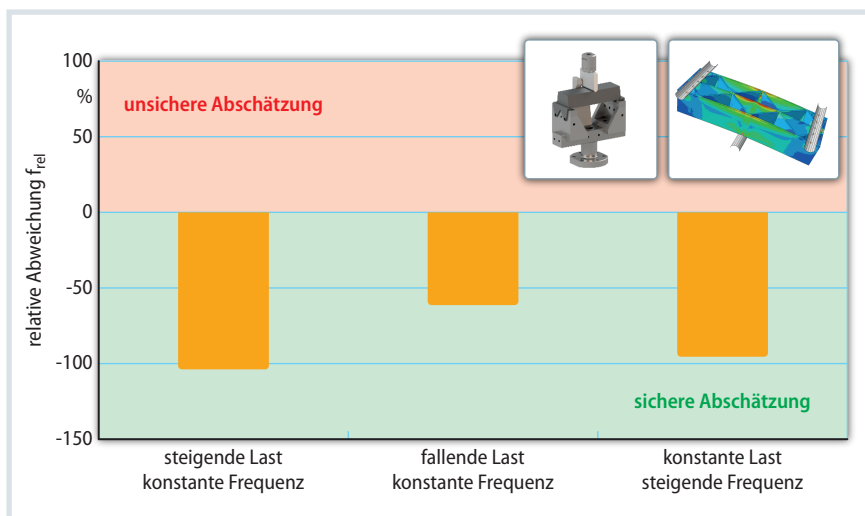 100
%
50
0
-50
-100
-150
relative Abweichung f_rel
unsichere Abschätzung
sichere Abschätzung
steigende Last
konstante Frequenz
fallende Last
konstante Frequenz
konstante Last
steigende Frequenz